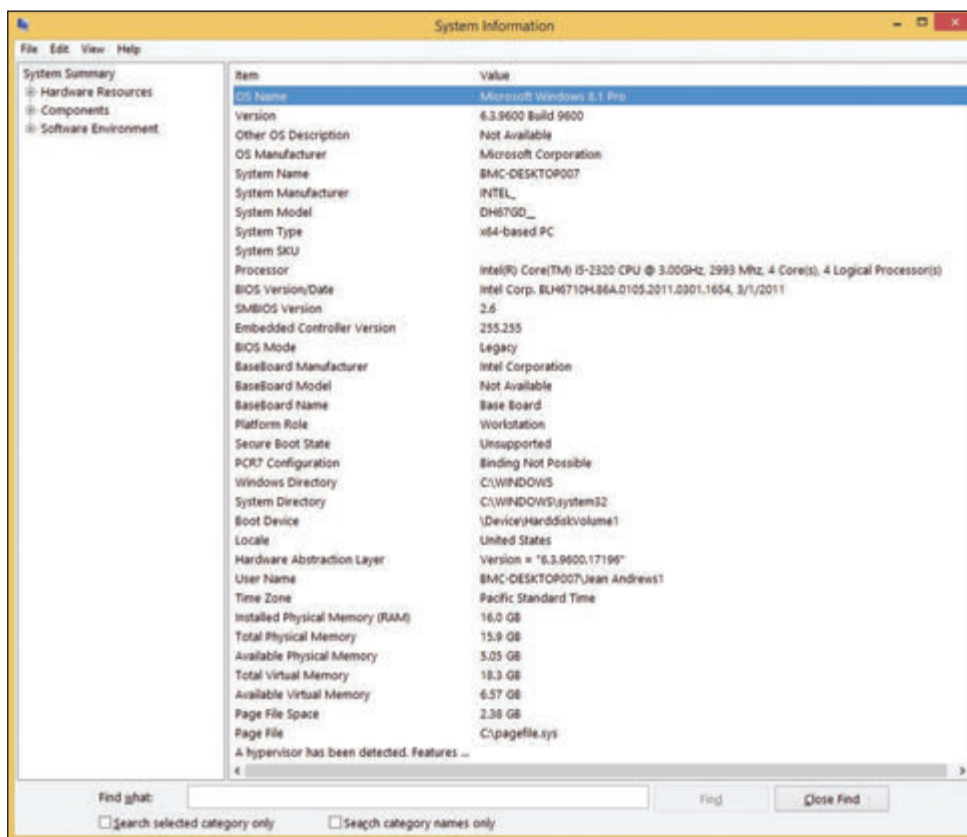 System Information
File Edit View Help
System Summary
Hardware Resources
Components
Software Environment
Item Value
OS Name Microsoft Windows 8.1 Pro
Version 6.3.9600 Build 9600
Other OS Description Not Available
OS Manufacturer Microsoft Corporation
System Name BMC-DESKTOP007
System Manufacturer INTEL_
System Model DH67GD__
System Type x64-based PC
System SKU
Processor Intel(R) Core(TM) i5-2320 CPU @ 3.00GHz, 2993 Mhz, 4 Core(s), 4 Logical Processor(s)
BIOS Version/Date Intel Corp. BLH6710H.86A.0105.2011.0301.1654, 3/1/2011
SMBIOS Version 2.6
Embedded Controller Version 255.255
BIOS Mode Legacy
BaseBoard Manufacturer Intel Corporation
BaseBoard Model Not Available
BaseBoard Name Base Board
Platform Role Workstation
Secure Boot State Unsupported
PCR7 Configuration Binding Not Possible
Windows Directory C:\WINDOWS
System Directory C:\WINDOWS\system32
Boot Device \Device\HarddiskVolume1
Locale United States
Hardware Abstraction Layer Version = "6.3.9600.17196"
User Name BMC-DESKTOP007\Jean Andrews1
Time Zone Pacific Standard Time
Installed Physical Memory (RAM) 16.0 GB
Total Physical Memory 15.9 GB
Available Physical Memory 5.05 GB
Total Virtual Memory 18.3 GB
Available Virtual Memory 6.57 GB
Page File Space 2.38 GB
Page File C:\pagefile.sys
A hypervisor has been detected. Features ...
Find what: Find Close Find
Search selected category only Search category names only